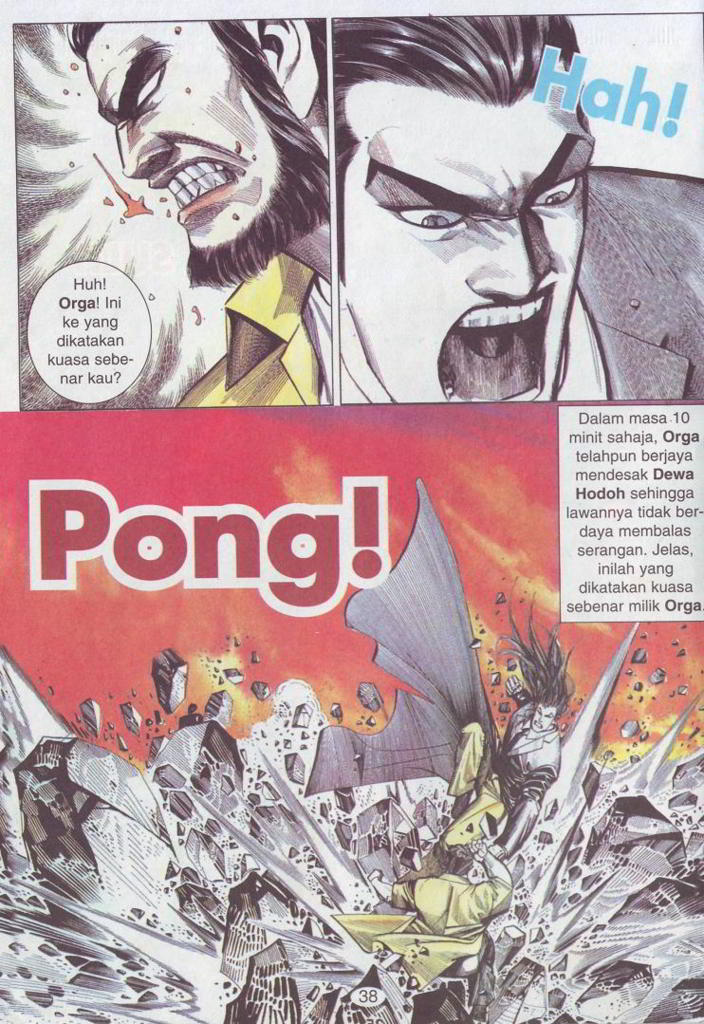 Hah!
Huh!
Orga! Ini
ke yang
dikatakan
kuasa sebe-
nar kau?
Dalam masa 10
minit sahaja, Orga
telahpun berjaya
mendesak Dewa
Hodoh sehingga
lawannya tidak ber-
daya membalas
serangan. Jelas,
inilah yang
dikatakan kuasa
sebenar milik Orga.
Pong!
38